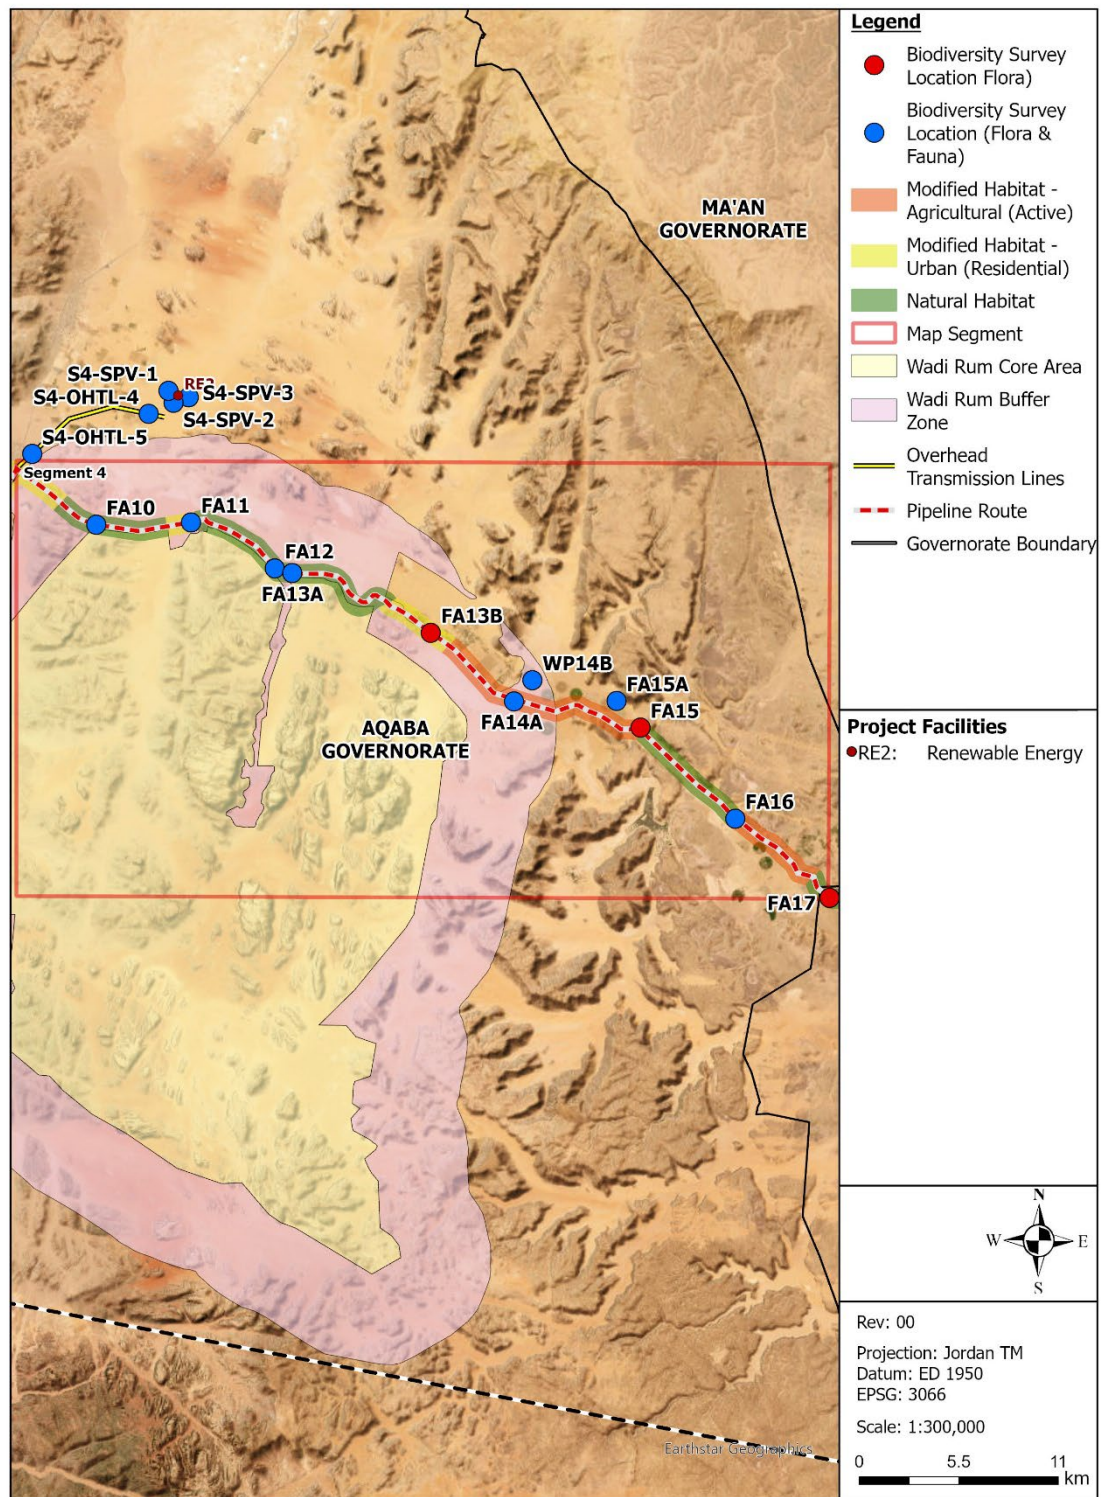 MA'AN
GOVERNORATE
S4-SPV-1
RE2
S4-SPV-3
S4-OHTL-4
S4-SPV-2
S4-OHTL-5
Segment 4
FA10
FA11
FA12
FA13A
FA13B
WP14B
FA15A
FA14A
FA15
AQABA
GOVERNORATE
FA16
FA17
Earthstar Geographics
Legend
Biodiversity Survey
Location Flora)
Biodiversity Survey
Location (Flora &
Fauna)
Modified Habitat -
Agricultural (Active)
Modified Habitat -
Urban (Residential)
Natural Habitat
Map Segment
Wadi Rum Core Area
Wadi Rum Buffer
Zone
Overhead
Transmission Lines
Pipeline Route
Governorate Boundary
Project Facilities
RE2: Renewable Energy
N
W E
S
Rev: 00
Projection: Jordan TM
Datum: ED 1950
EPSG: 3066
Scale: 1:300,000
0 5.5 11
km